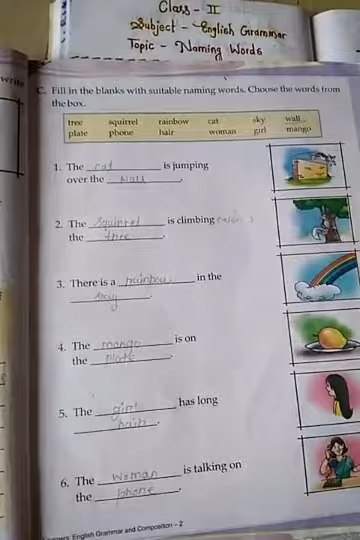 Class - II
Subject - English Grammar
Topic - Naming Words
write
C. Fill in the blanks with suitable naming words. Choose the words from
the box.
tree squirrel rainbow cat sky wall
plate phone hair woman girl mango
1. The cat is jumping
over the wall.
2. The squirrel is climbing
the tree.
3. There is a rainbow in the
sky.
4. The mango is on
the plate.
5. The girl has long
hair.
6. The woman is talking on
the phone.
English Grammar and Composition - 2